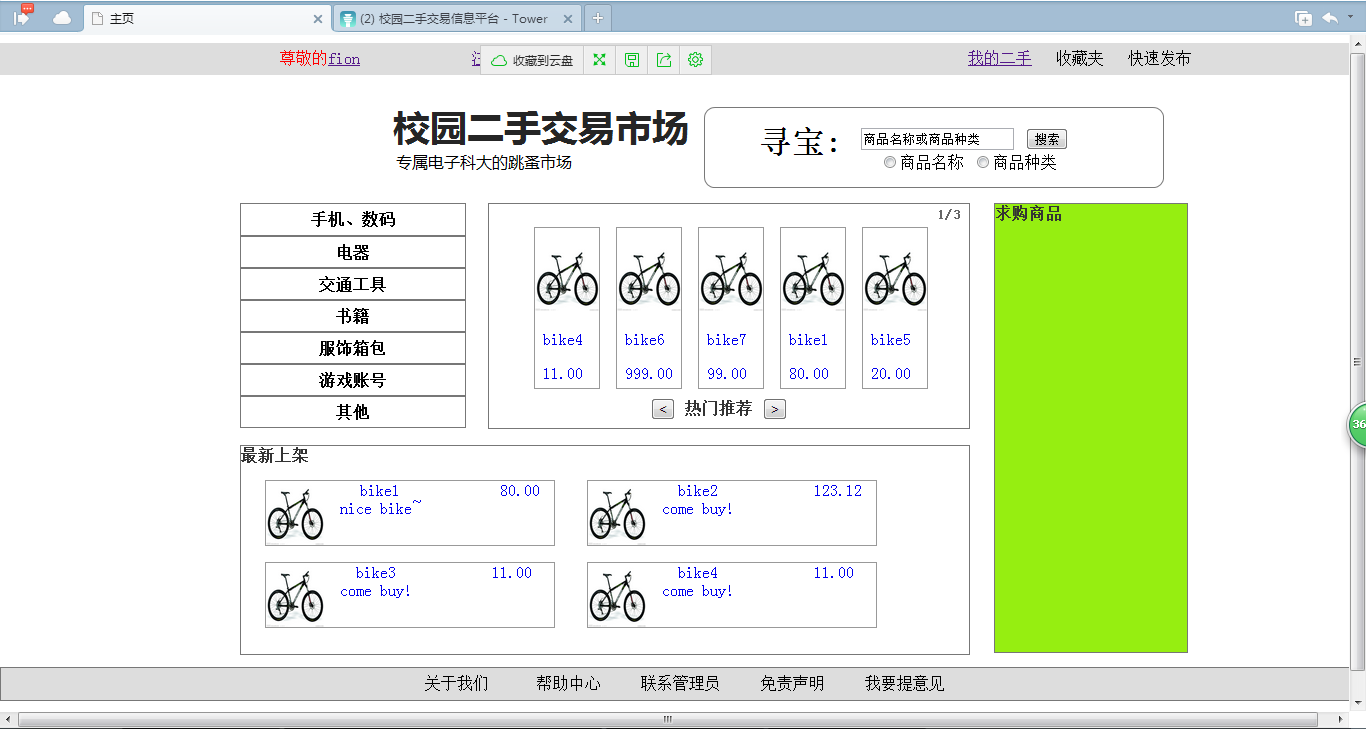 主页
(2) 校园二手交易信息平台 - Tower
尊敬的fion
收藏到云盘
我的二手 收藏夹 快速发布
校园二手交易市场
专属电子科大的跳蚤市场
寻宝： 商品名称或商品种类 搜索
商品名称 商品种类
手机、数码
电器
交通工具
书籍
服饰箱包
游戏账号
其他
1/3
bike4 bike6 bike7 bike1 bike5
11.00 999.00 99.00 80.00 20.00
< 热门推荐 >
求购商品
36
最新上架
bike1 80.00
nice bike~
bike2 123.12
come buy!
bike3 11.00
come buy!
bike4 11.00
come buy!
关于我们 帮助中心 联系管理员 免责声明 我要提意见